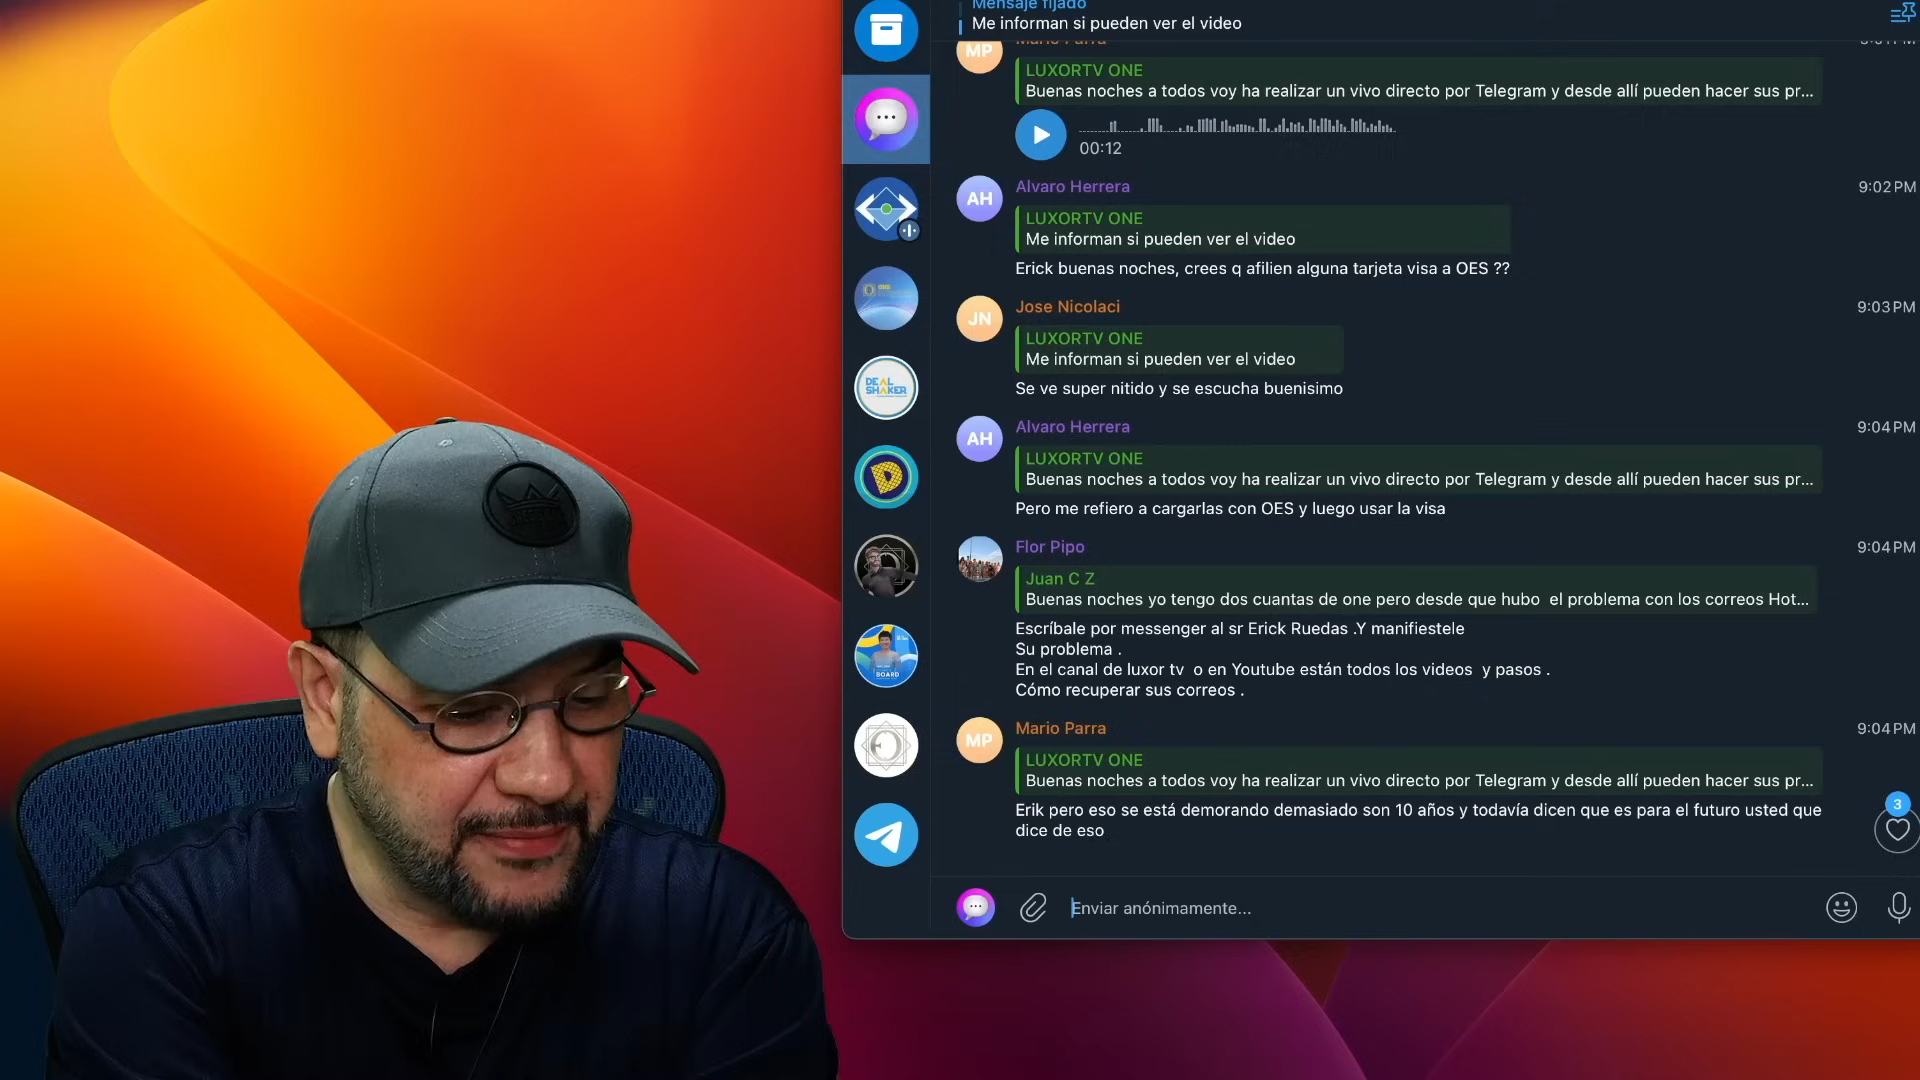 Mensaje fijado
Me informan si pueden ver el video
MP
Mario Parra
LUXORTV ONE
Buenas noches a todos voy ha realizar un vivo directo por Telegram y desde allí pueden hacer sus pr...
00:12
AH
Alvaro Herrera
9:02 PM
LUXORTV ONE
Me informan si pueden ver el video
Erick buenas noches, crees q afilien alguna tarjeta visa a OES ??
JN
Jose Nicolaci
9:03 PM
LUXORTV ONE
Me informan si pueden ver el video
Se ve super nitido y se escucha buenisimo
DEAL
SHAKER
AH
Alvaro Herrera
9:04 PM
LUXORTV ONE
Buenas noches a todos voy ha realizar un vivo directo por Telegram y desde allí pueden hacer sus pr...
Pero me refiero a cargarlas con OES y luego usar la visa
D
Flor Pipo
9:04 PM
Juan C Z
Buenas noches yo tengo dos cuantas de one pero desde que hubo el problema con los correos Hot...
Escríbale por messenger al sr Erick Ruedas .Y manifiestele
Su problema .
En el canal de luxor tv o en Youtube están todos los videos y pasos .
Cómo recuperar sus correos .
BOARD
MP
Mario Parra
9:04 PM
LUXORTV ONE
Buenas noches a todos voy ha realizar un vivo directo por Telegram y desde allí pueden hacer sus pr...
Erik pero eso se está demorando demasiado son 10 años y todavía dicen que es para el futuro usted que
dice de eso
3
Enviar anónimamente...